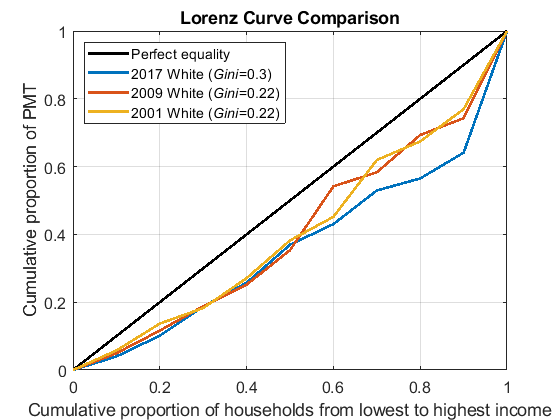 Lorenz Curve Comparison
Perfect equality
2017 White (Gini=0.3)
2009 White (Gini=0.22)
2001 White (Gini=0.22)
Cumulative proportion of PMT
1
0.8
0.6
0.4
0.2
0
0 0.2 0.4 0.6 0.8 1
Cumulative proportion of households from lowest to highest income